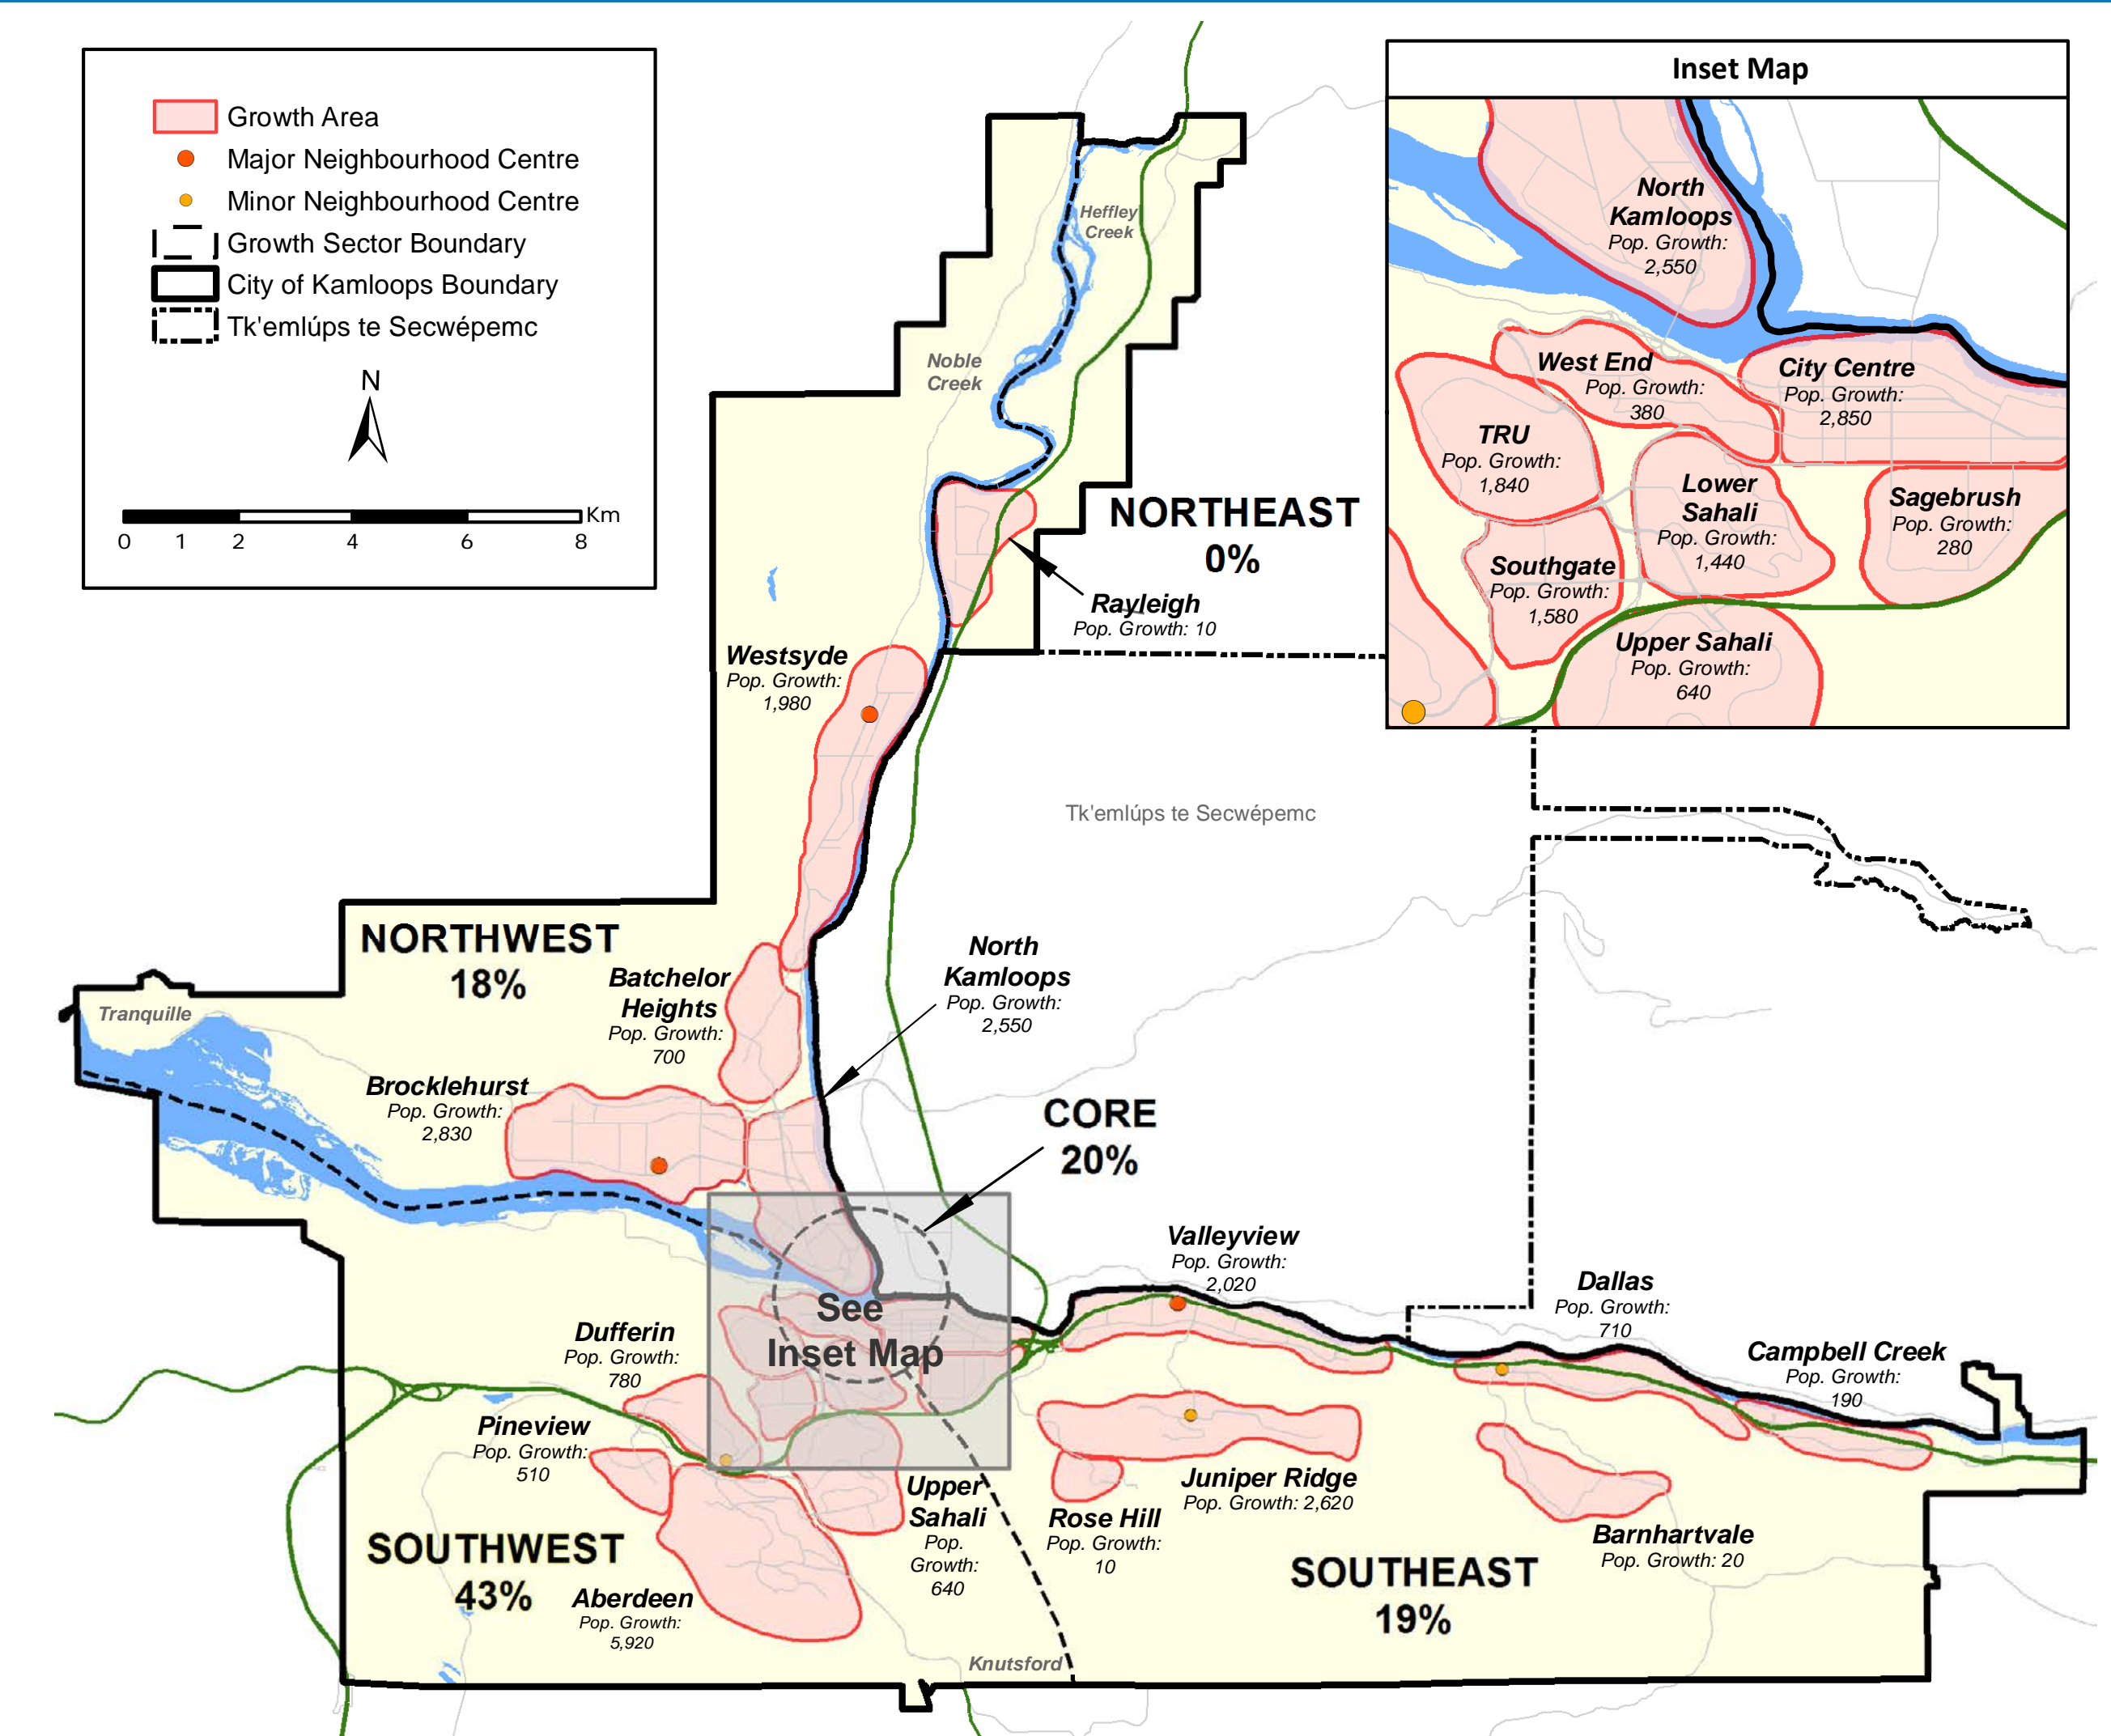 Growth Area
Major Neighbourhood Centre
Minor Neighbourhood Centre
Growth Sector Boundary
City of Kamloops Boundary
Tk'emlúps te Secwépemc
N
Km
0 1 2 4 6 8
Inset Map
North
Kamloops
Pop. Growth:
2,550
West End
Pop. Growth:
380
City Centre
Pop. Growth:
2,850
TRU
Pop. Growth:
1,840
Lower
Sahali
Pop. Growth:
1,440
Sagebrush
Pop. Growth:
280
Southgate
Pop. Growth:
1,580
Upper Sahali
Pop. Growth:
640
Heffley
Creek
Noble
Creek
NORTHEAST
0%
Rayleigh
Pop. Growth: 10
Westsyde
Pop. Growth:
1,980
Tk'emlúps te Secwépemc
NORTHWEST
18%
Tranquille
Batchelor
Heights
Pop. Growth:
700
North
Kamloops
Pop. Growth:
2,550
Brocklehurst
Pop. Growth:
2,830
CORE
20%
See
Inset Map
Valleyview
Pop. Growth:
2,020
Dallas
Pop. Growth:
710
Campbell Creek
Pop. Growth:
190
Dufferin
Pop. Growth:
780
Pineview
Pop. Growth:
510
Upper
Sahali
Pop.
Growth:
640
Juniper Ridge
Pop. Growth: 2,620
Rose Hill
Pop. Growth:
10
Barnhartvale
Pop. Growth: 20
SOUTHWEST
43%
Aberdeen
Pop. Growth:
5,920
SOUTHEAST
19%
Knutsford